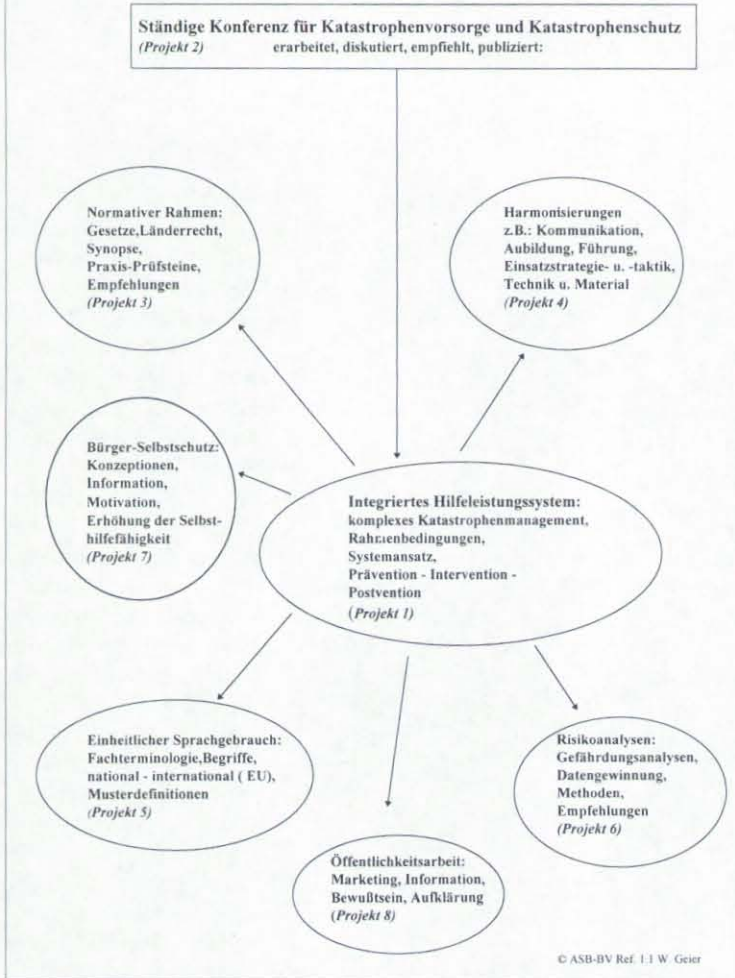 Ständige Konferenz für Katastrophenvorsorge und Katastrophenschutz
(Projekt 2) erarbeitet, diskutiert, empfiehlt, publiziert:
Normativer Rahmen:
Gesetze,Länderrecht,
Synopse,
Praxis-Prüfsteine,
Empfehlungen
(Projekt 3)
Harmonisierungen
z.B.: Kommunikation,
Aubildung, Führung,
Einsatzstrategie- u. -taktik,
Technik u. Material
(Projekt 4)
Bürger-Selbstschutz:
Konzeptionen,
Information,
Motivation,
Erhöhung der Selbst-
hilfefähigkeit
(Projekt 7)
Integriertes Hilfeleistungssystem:
komplexes Katastrophenmanagement,
Rahmenbedingungen,
Systemansatz,
Prävention - Intervention -
Postvention
(Projekt 1)
Einheitlicher Sprachgebrauch:
Fachterminologie,Begriffe,
national - international ( EU),
Musterdefinitionen
(Projekt 5)
Risikoanalysen:
Gefährdungsanalysen,
Datengewinnung,
Methoden,
Empfehlungen
(Projekt 6)
Öffentlichkeitsarbeit:
Marketing, Information,
Bewußtsein, Aufklärung
(Projekt 8)
© ASB-BV Ref. 1.1 W. Geier